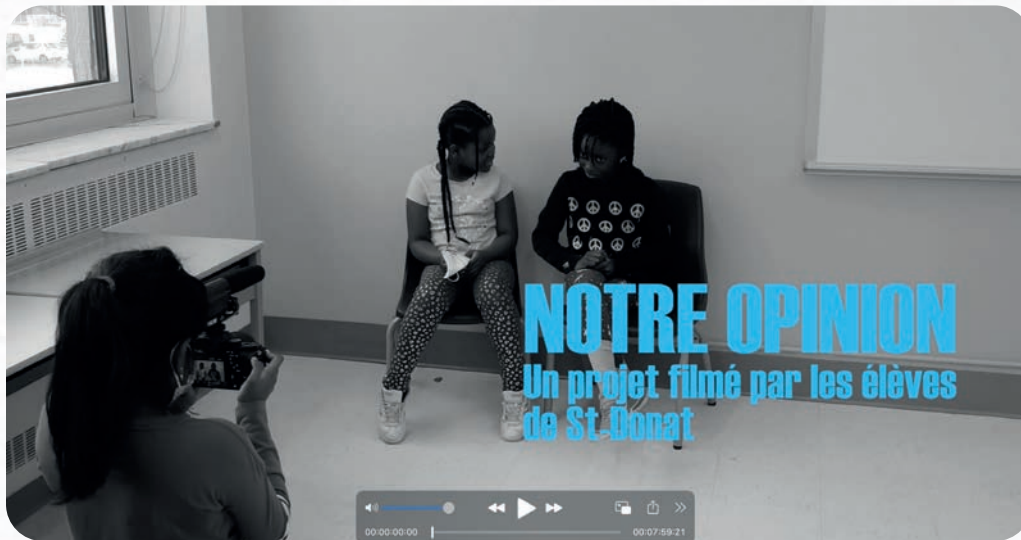 NOTRE OPINION
Un projet filmé par les élèves
de St-Donat
00:00:00:00
00:07:59:21